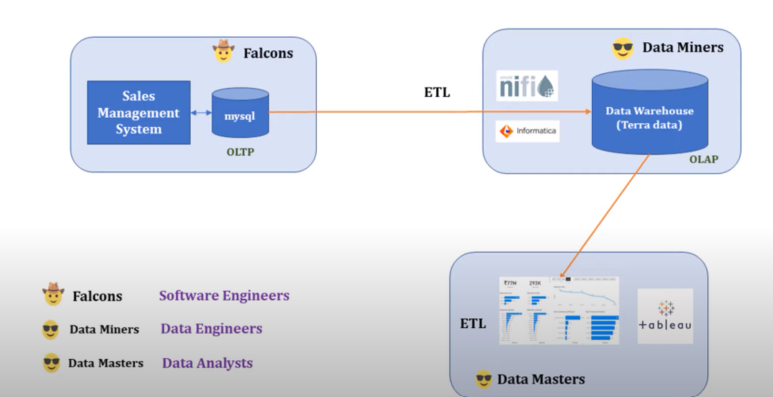 Falcons
Sales
Management
System
mysql
OLTP
ETL
Data Miners
nifi
Informatica
Data Warehouse
(Terra data)
OLAP
Falcons Software Engineers
Data Miners Data Engineers
Data Masters Data Analysts
ETL
+ableau
Data Masters